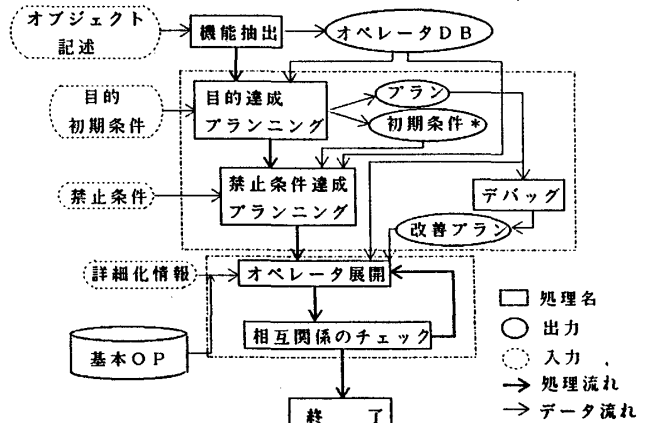 オブジェクト
記述
機能抽出
オペレータDB
目的
初期条件
目的達成
プランニング
プラン
初期条件*
禁止条件
禁止条件達成
プランニング
デバッグ
改善プラン
詳細化情報
オペレータ展開
基本OP
相互関係のチェック
終 了
処理名
出力
入力
処理流れ
データ流れ